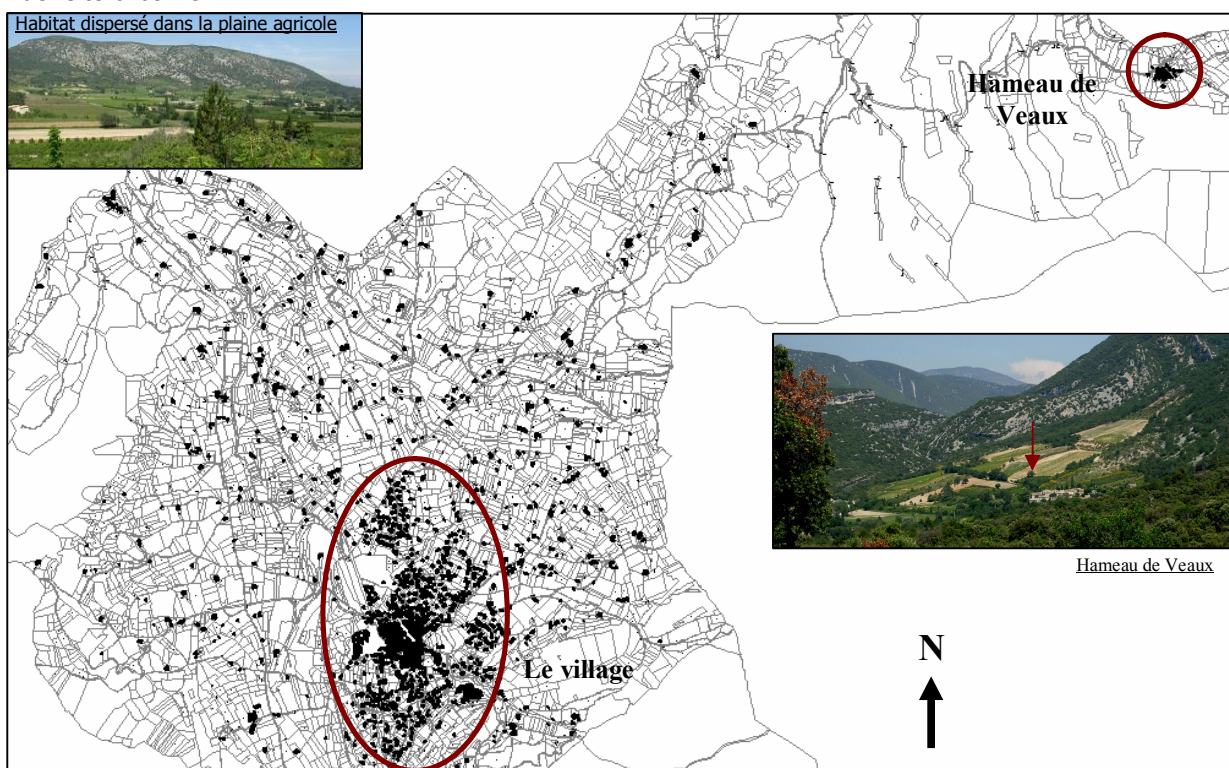 Habitat dispersé dans la plaine agricole
Hameau de
Veaux
Hameau de Veaux
Le village
N